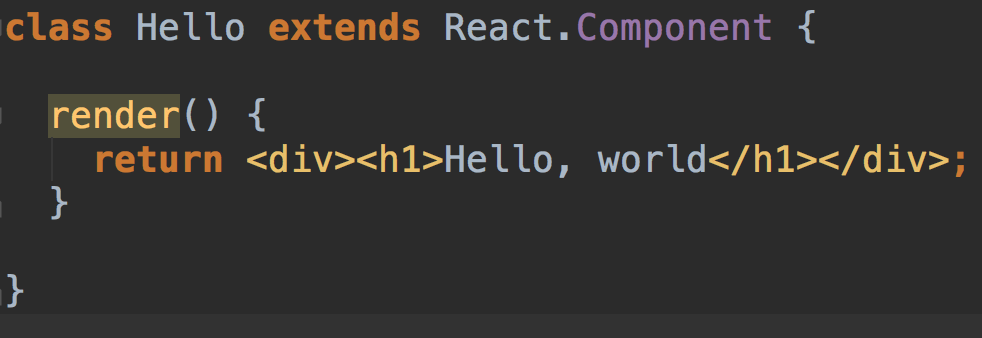 class Hello extends React.Component {
render() {
return <div><h1>Hello, world</h1></div>;
}
}